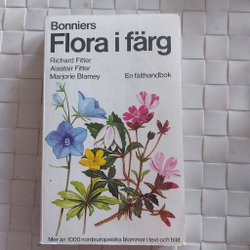 Bonniers
Flora i färg
Richard Fitter
Alastair Fitter
Marjorie Blamey
En fälthandbok
Mer än 1000 nordeuropeiska blommor i text och bild